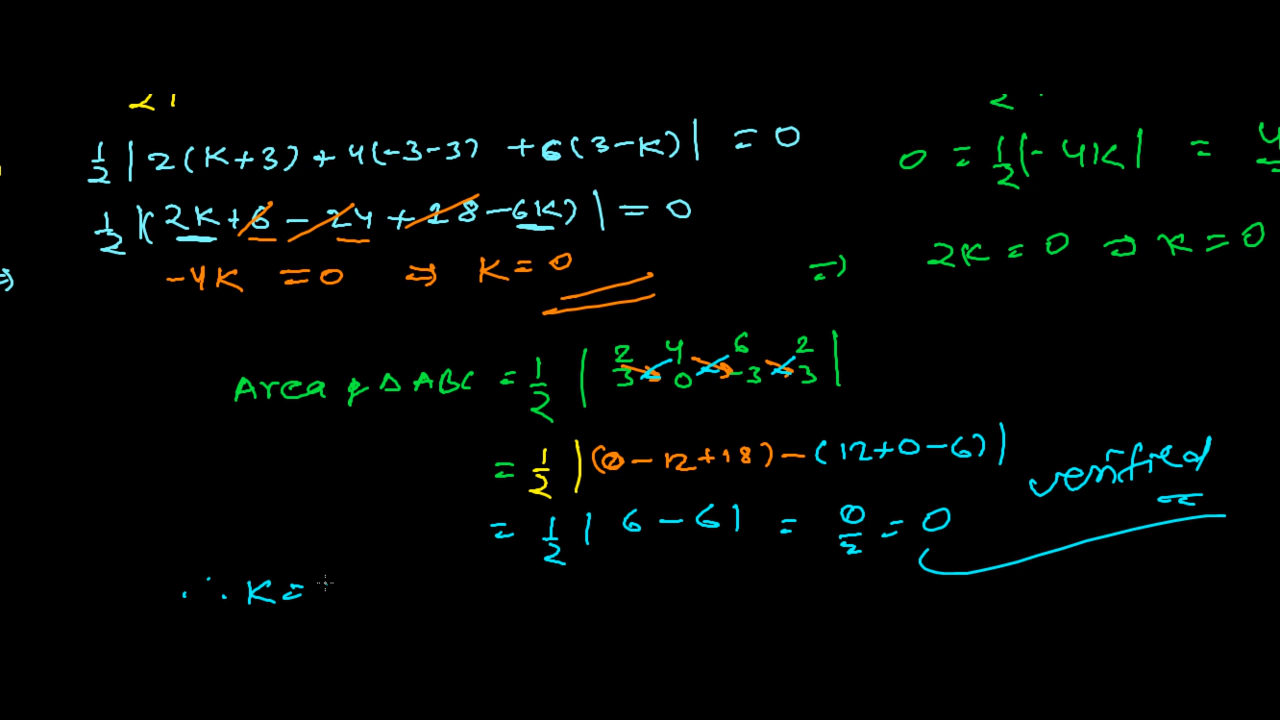 1/2 | 2(K+3) + 4(-3-3) + 6(3-K) | = 0
1/2 |( 2K + 6 - 24 + 18 - 6K) | = 0
⇒ -4K = 0 ⇒ K = 0
0 = 1/2 |- 4K| = 4
⇒ 2K = 0 ⇒ K = 0
Area of Δ ABC = 1/2 | 2 4 6 2
3 0 -3 3 |
= 1/2 | (0 - 12 + 18) - (12 + 0 - 6) |
= 1/2 | 6 - 6 | = 0/2 = 0
verified
∴ K =